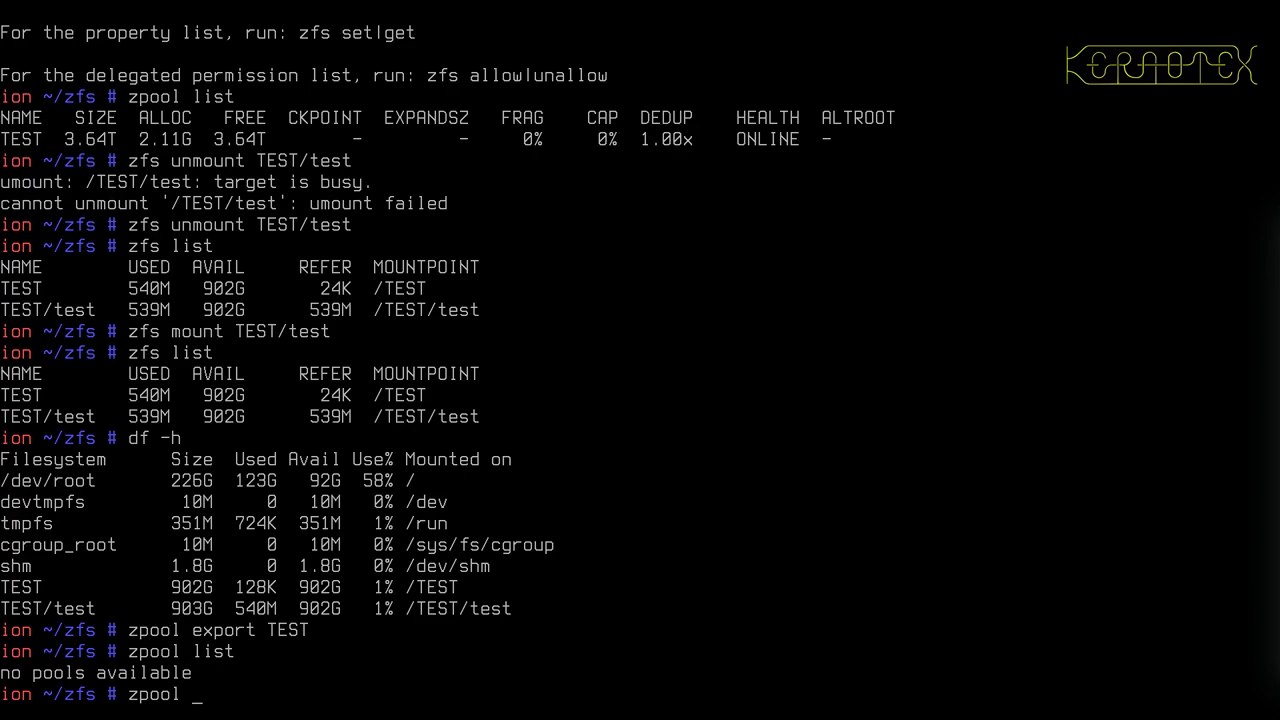 For the property list, run: zfs set|get
KERAOTEX
For the delegated permission list, run: zfs allow|unallow
ion ~/zfs # zpool list
NAME   SIZE  ALLOC   FREE  CKPOINT  EXPANDSZ   FRAG    CAP  DEDUP    HEALTH  ALTROOT
TEST  3.64T  2.11G  3.64T        -         -     0%     0%  1.00x    ONLINE  -
ion ~/zfs # zfs unmount TEST/test
umount: /TEST/test: target is busy.
cannot unmount '/TEST/test': umount failed
ion ~/zfs # zfs unmount TEST/test
ion ~/zfs # zfs list
NAME        USED  AVAIL     REFER  MOUNTPOINT
TEST        540M   902G       24K  /TEST
TEST/test   539M   902G      539M  /TEST/test
ion ~/zfs # zfs mount TEST/test
ion ~/zfs # zfs list
NAME        USED  AVAIL     REFER  MOUNTPOINT
TEST        540M   902G       24K  /TEST
TEST/test   539M   902G      539M  /TEST/test
ion ~/zfs # df -h
Filesystem      Size  Used Avail Use% Mounted on
/dev/root       226G  123G   92G  58% /
devtmpfs         10M     0   10M   0% /dev
tmpfs           351M  724K  351M   1% /run
cgroup_root      10M     0   10M   0% /sys/fs/cgroup
shm             1.8G     0  1.8G   0% /dev/shm
TEST            902G  128K  902G   1% /TEST
TEST/test       903G  540M  902G   1% /TEST/test
ion ~/zfs # zpool export TEST
ion ~/zfs # zpool list
no pools available
ion ~/zfs # zpool _